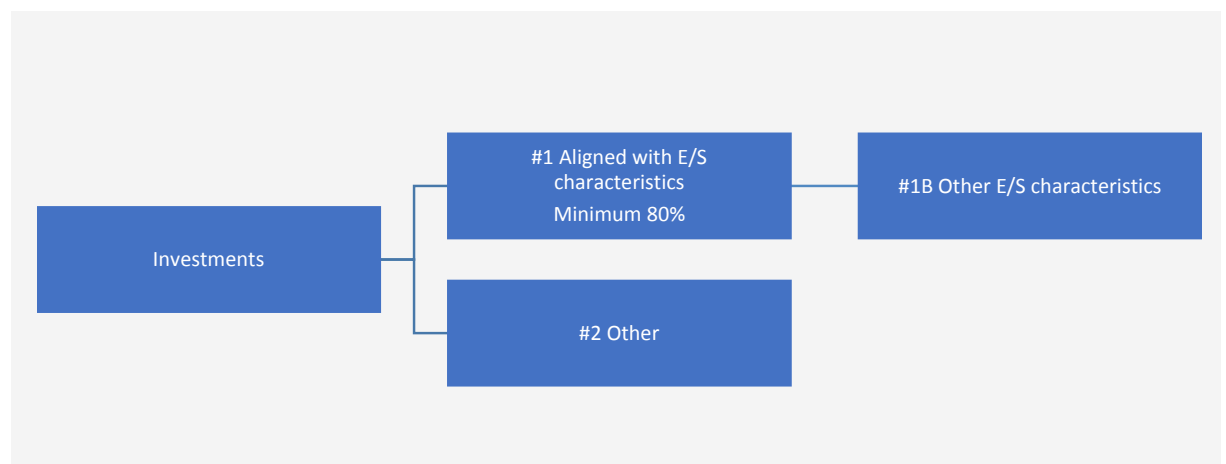 #1 Aligned with E/S
characteristics
Minimum 80%
#1B Other E/S characteristics
Investments
#2 Other